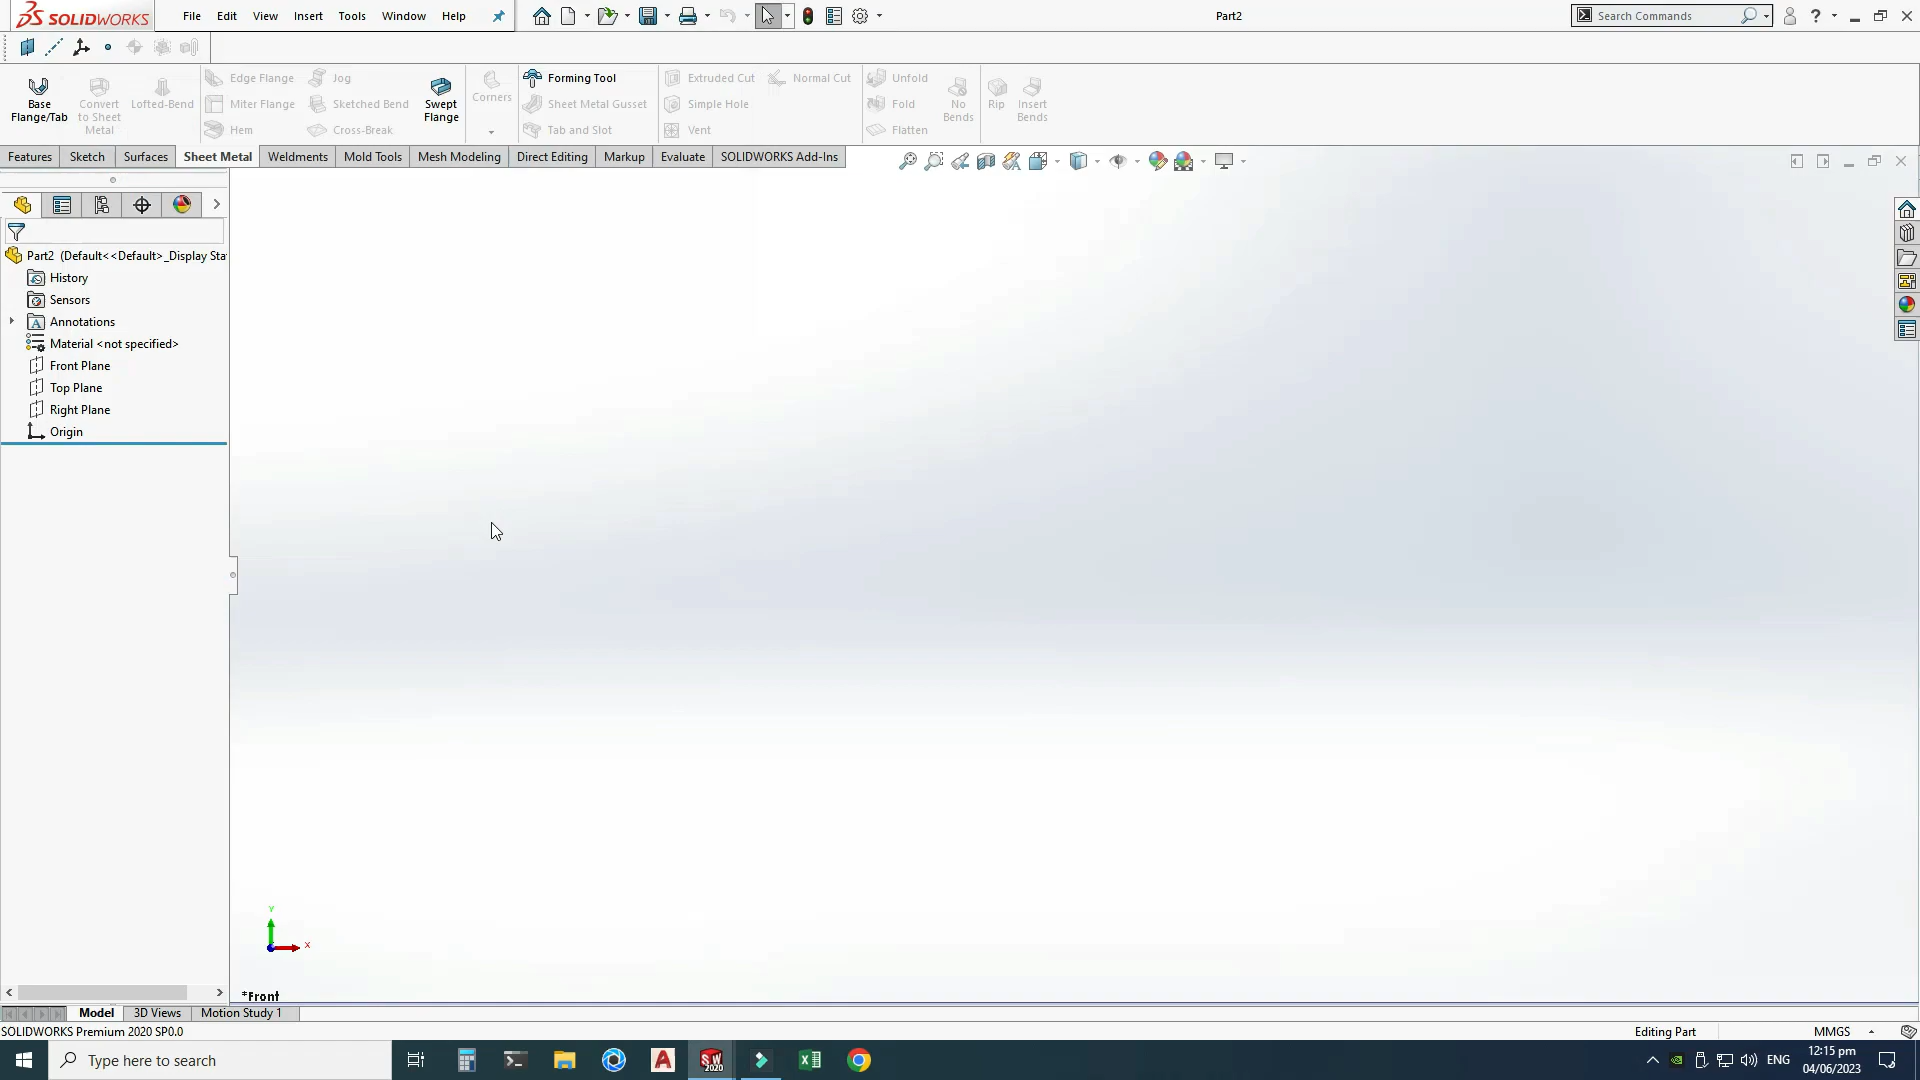 SOLIDWORKS File Edit View Insert Tools Window Help Part2 Search Commands
Base Flange/Tab
Convert to Sheet Metal
Lofted-Bend
Edge Flange
Miter Flange
Hem
Jog
Sketched Bend
Cross-Break
Swept Flange
Corners
Forming Tool
Sheet Metal Gusset
Tab and Slot
Extruded Cut
Simple Hole
Vent
Normal Cut
Unfold
Fold
Flatten
No Bends
Rip
Insert Bends
Features Sketch Surfaces Sheet Metal Weldments Mold Tools Mesh Modeling Direct Editing Markup Evaluate SOLIDWORKS Add-Ins
Part2 (Default<<Default>_Display Sta
History
Sensors
A Annotations
Material <not specified>
Front Plane
Top Plane
Right Plane
Origin
Y
X
*Front
Model 3D Views Motion Study 1
SOLIDWORKS Premium 2020 SP0.0 Editing Part MMGS
Type here to search A SW 2020 ENG 12:15 pm
04/06/2023